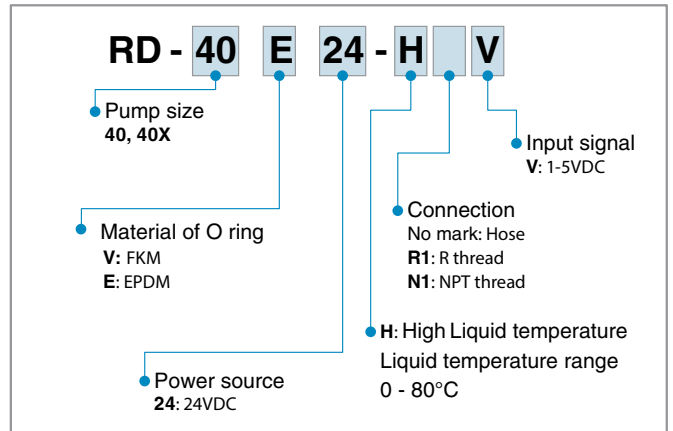 RD - 40 E 24 - H V
Pump size
40, 40X
Input signal
V: 1-5VDC
Connection
No mark: Hose
R1: R thread
N1: NPT thread
Material of O ring
V: FKM
E: EPDM
H: High Liquid temperature
Liquid temperature range
0 - 80°C
Power source
24: 24VDC